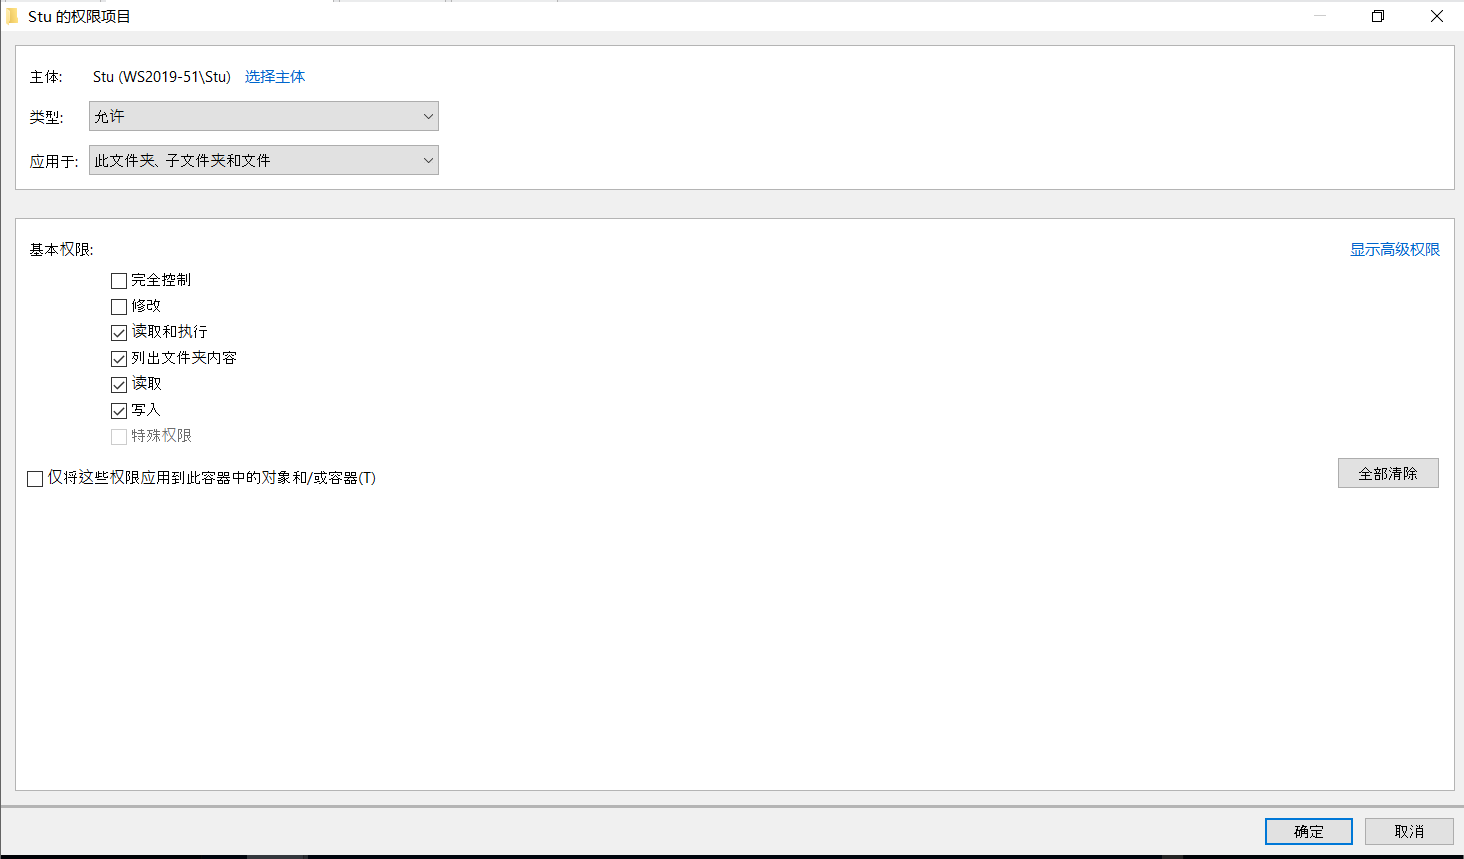 Stu 的权限项目
主体: Stu (WS2019-51\Stu) 选择主体
类型: 允许
应用于: 此文件夹、子文件夹和文件
基本权限: 显示高级权限
完全控制
修改
读取和执行
列出文件夹内容
读取
写入
特殊权限
仅将这些权限应用到此容器中的对象和/或容器(T) 全部清除
确定 取消